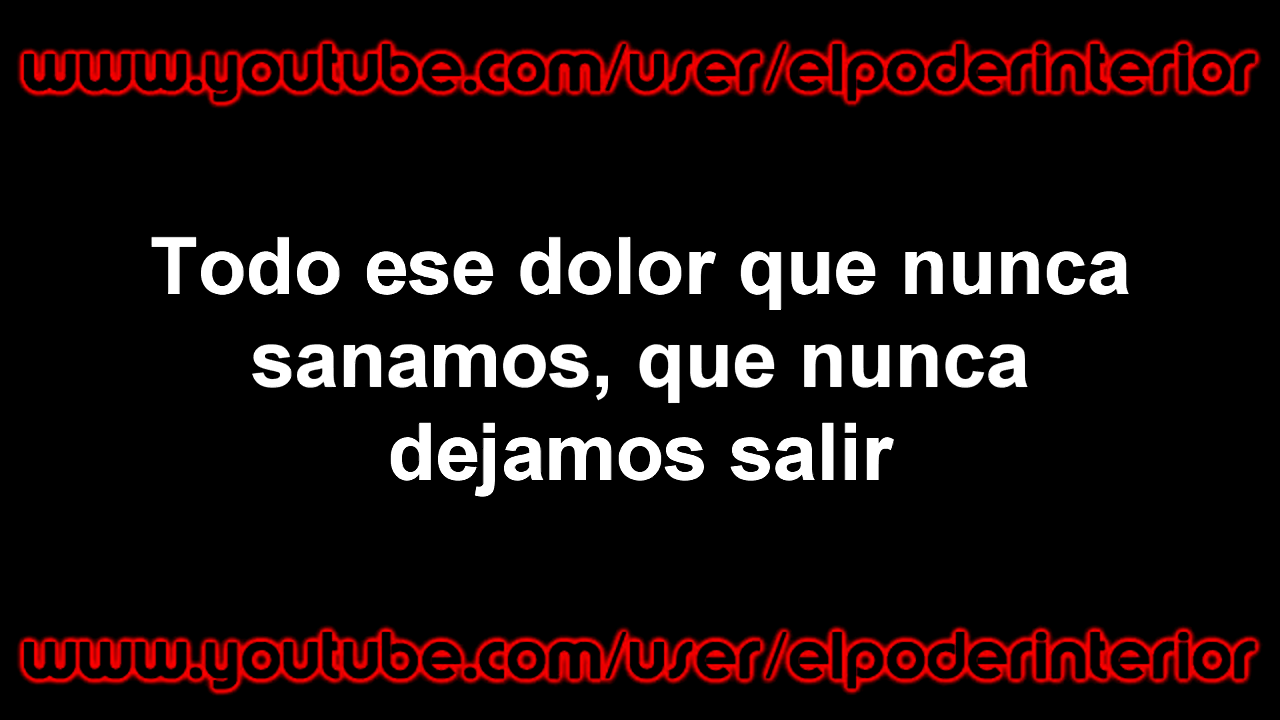 www.youtube.com/user/elpoderinterior
Todo ese dolor que nunca
sanamos, que nunca
dejamos salir
www.youtube.com/user/elpoderinterior